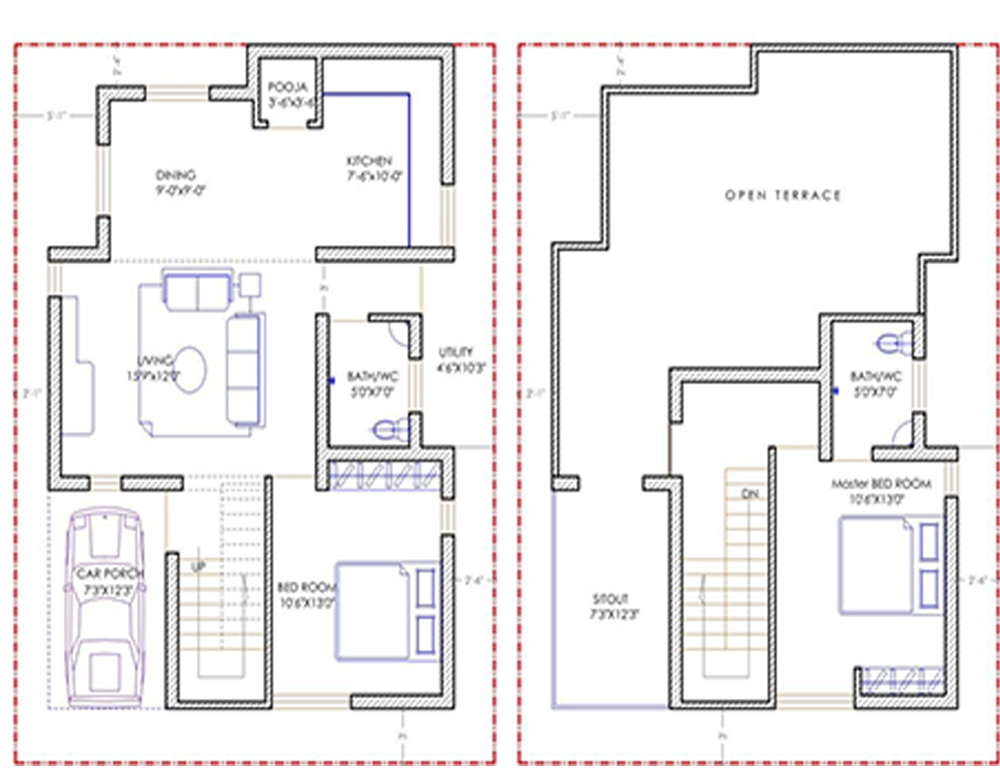 2'-4"
POOJA
3'-6"x3'-6"
5'-1"
DINING
9'-0"x9'-0"
KITCHEN
7'-6"x10'-0"
LIVING
15'9"x12'0"
UTILITY
4'6"X10'3"
BATH/WC
5'0"X7'0"
2'-1"
CAR PORCH
7'3"X12'3"
UP
BED ROOM
10'6"X13'0"
2'-6"
3'
3'
2'-4"
5'-1"
OPEN TERRACE
BATH/WC
5'0"X7'0"
2'-1"
DN
Master BED ROOM
10'6"X13'0"
SITOUT
7'3"X12'3"
2'-6"
3'